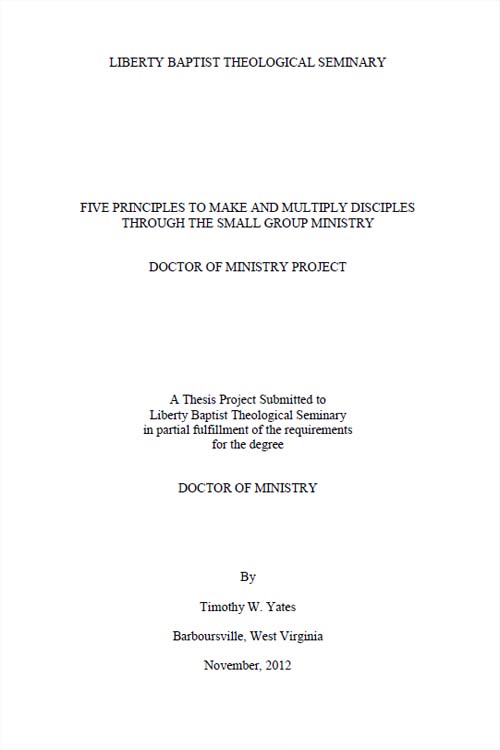 LIBERTY BAPTIST THEOLOGICAL SEMINARY
FIVE PRINCIPLES TO MAKE AND MULTIPLY DISCIPLES
THROUGH THE SMALL GROUP MINISTRY
DOCTOR OF MINISTRY PROJECT
A Thesis Project Submitted to
Liberty Baptist Theological Seminary
in partial fulfillment of the requirements
for the degree
DOCTOR OF MINISTRY
By
Timothy W. Yates
Barboursville, West Virginia
November, 2012